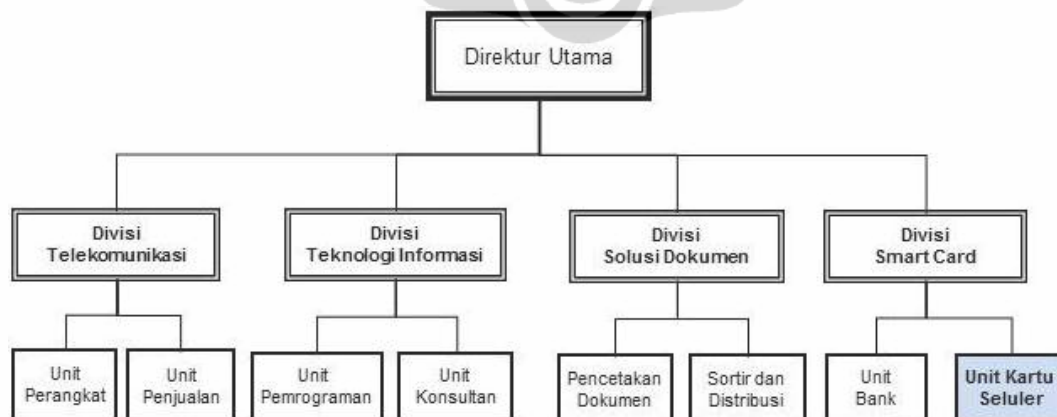 Direktur Utama
Divisi
Telekomunikasi
Divisi
Teknologi Informasi
Divisi
Solusi Dokumen
Divisi
Smart Card
Unit
Perangkat
Unit
Penjualan
Unit
Pemrograman
Unit
Konsultan
Pencetakan
Dokumen
Sortir dan
Distribusi
Unit
Bank
Unit Kartu
Seluler